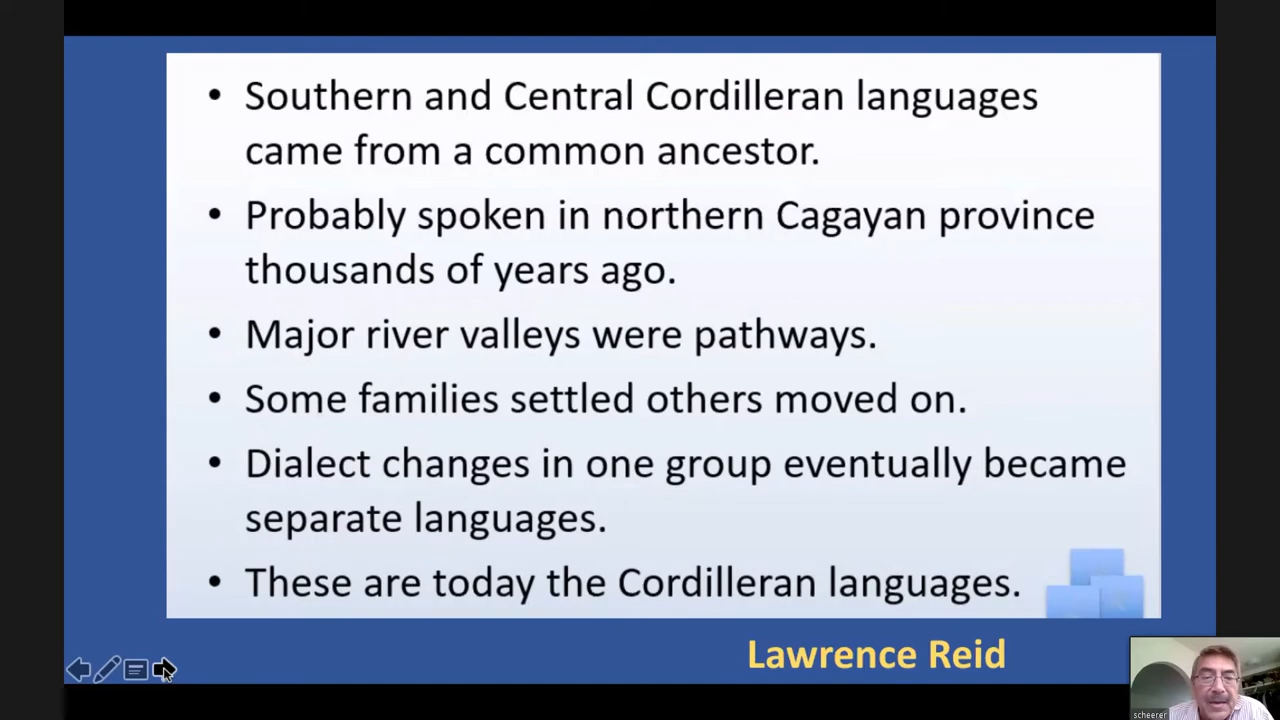 • Southern and Central Cordilleran languages
came from a common ancestor.
• Probably spoken in northern Cagayan province
thousands of years ago.
• Major river valleys were pathways.
• Some families settled others moved on.
• Dialect changes in one group eventually became
separate languages.
• These are today the Cordilleran languages.
Lawrence Reid
scheerer